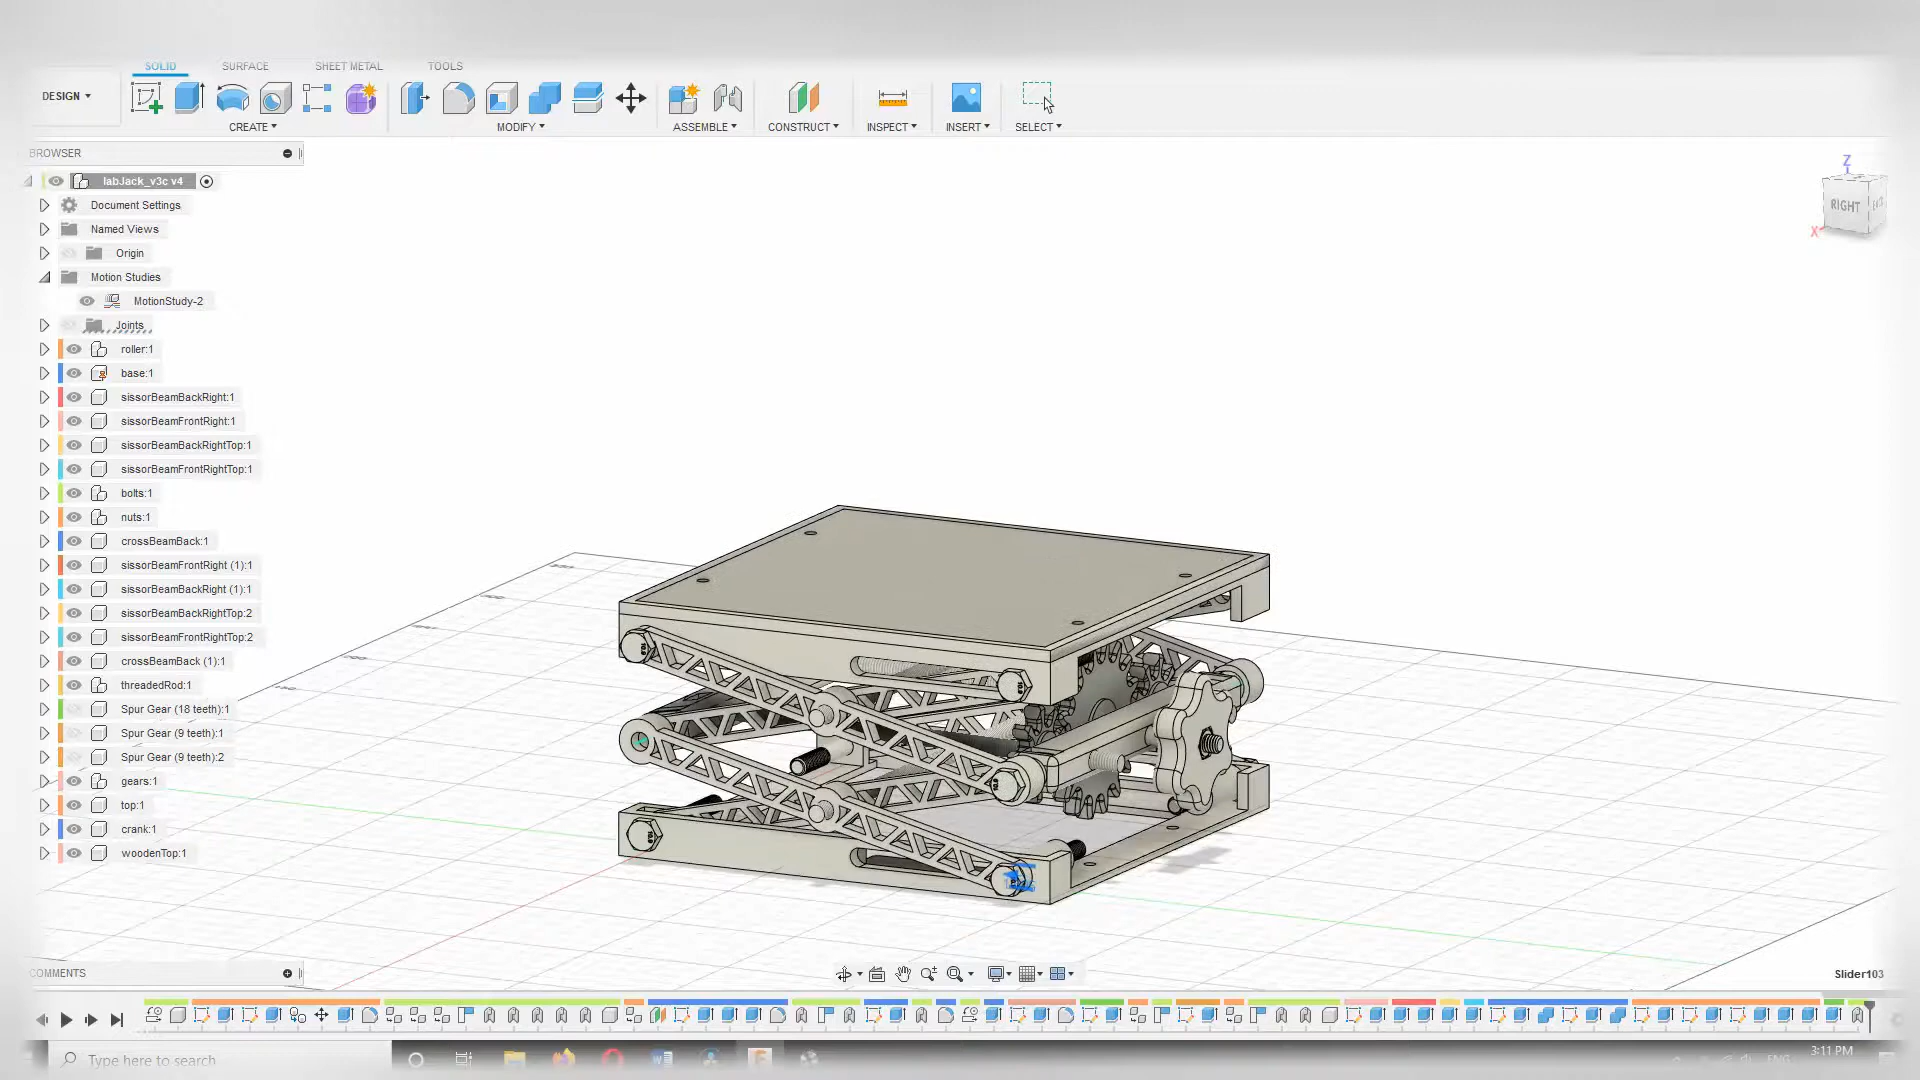 SOLID SURFACE SHEET METAL TOOLS
DESIGN
CREATE MODIFY ASSEMBLE CONSTRUCT INSPECT INSERT SELECT
BROWSER
labJack_v3c v4
Document Settings
Named Views
Origin
Motion Studies
MotionStudy-2
Joints
roller:1
base:1
sissorBeamBackRight:1
sissorBeamFrontRight:1
sissorBeamBackRightTop:1
sissorBeamFrontRightTop:1
bolts:1
nuts:1
crossBeamBack:1
sissorBeamFrontRight (1):1
sissorBeamBackRight (1):1
sissorBeamBackRightTop:2
sissorBeamFrontRightTop:2
crossBeamBack (1):1
threadedRod:1
Spur Gear (18 teeth):1
Spur Gear (9 teeth):1
Spur Gear (9 teeth):2
gears:1
top:1
crank:1
woodenTop:1
Z
RIGHT
X
COMMENTS
Slider103
Type here to search
ENG
3:11 PM